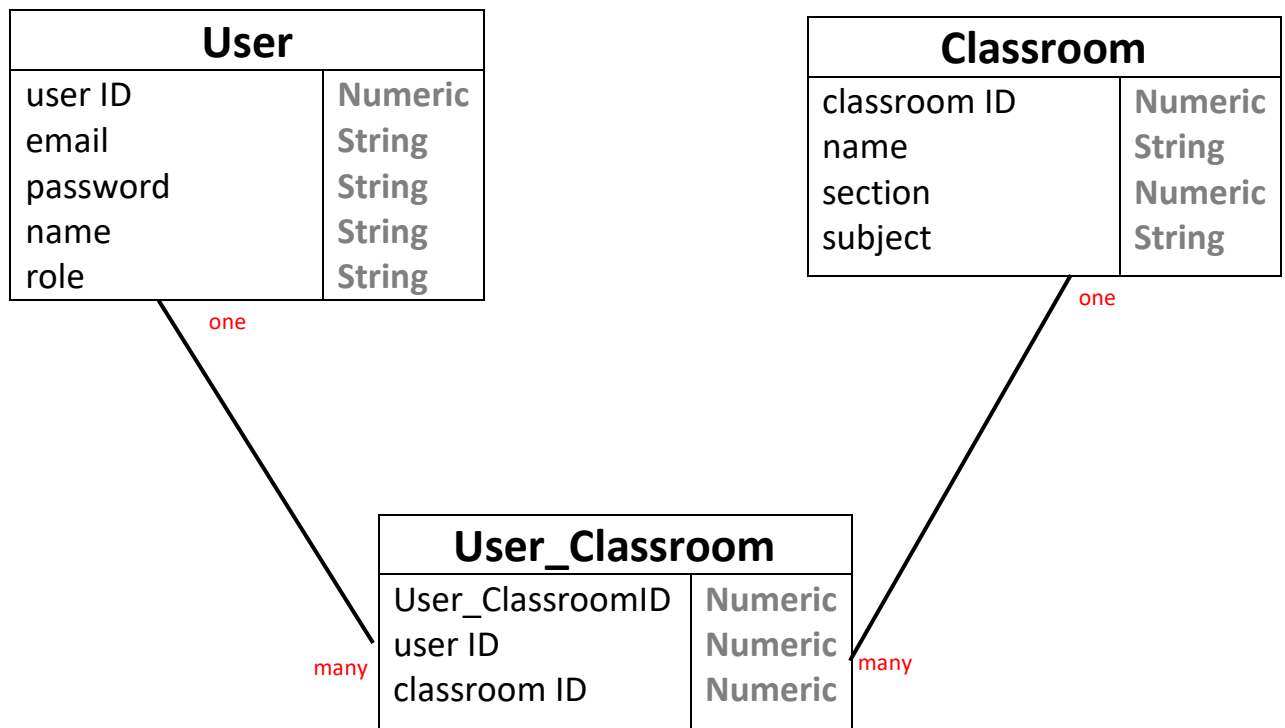 User
user ID Numeric
email String
password String
name String
role String
one
Classroom
classroom ID Numeric
name String
section Numeric
subject String
one
User_Classroom
User_ClassroomID Numeric
user ID Numeric
classroom ID Numeric
many
many